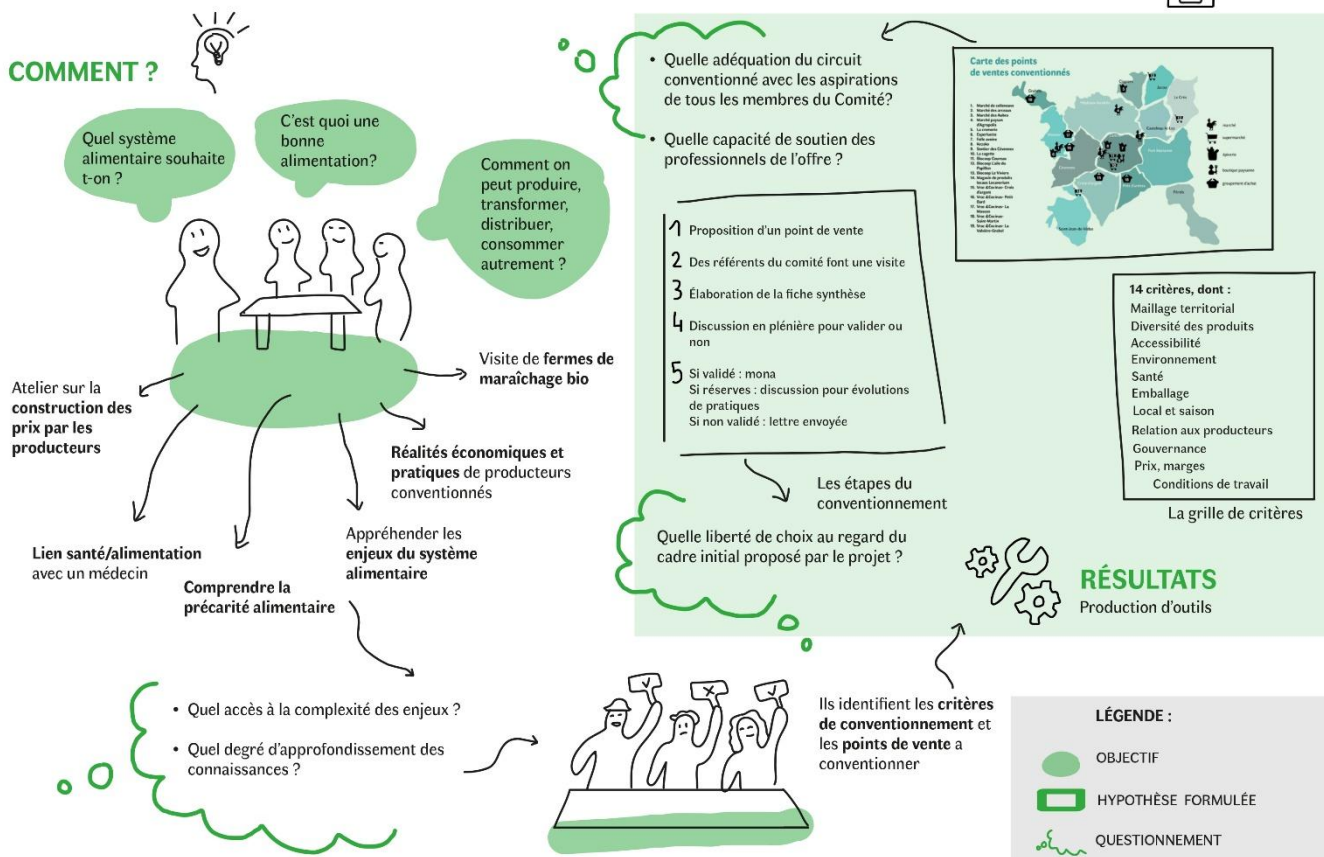 COMMENT ?
Quel système
alimentaire souhaite
t-on ?
C'est quoi une
bonne
alimentation?
Comment on
peut produire,
transformer,
distribuer,
consommer
autrement ?
Atelier sur la
construction des
prix par les
producteurs
Visite de fermes de
maraîchage bio
Réalités économiques et
pratiques de producteurs
conventionnés
Lien santé/alimentation
avec un médecin
Comprendre la
précarité alimentaire
Appréhender les
enjeux du système
alimentaire
• Quel accès à la complexité des enjeux ?
• Quel degré d'approfondissement des
connaissances ?
Ils identifient les critères
de conventionnement et
les points de vente a
conventionner
• Quelle adéquation du circuit
conventionné avec les aspirations
de tous les membres du Comité?
• Quelle capacité de soutien des
professionnels de l'offre ?
Carte des points
de ventes conventionnés
marché
supermarché
épicerie
boutique paysanne
groupement d'achat
1 Proposition d'un point de vente
2 Des référents du comité font une visite
3 Élaboration de la fiche synthèse
4 Discussion en plénière pour valider ou
non
5 Si validé : mona
Si réserves : discussion pour évolutions
de pratiques
Si non validé : lettre envoyée
Les étapes du
conventionnement
14 critères, dont :
Maillage territorial
Diversité des produits
Accessibilité
Environnement
Santé
Emballage
Local et saison
Relation aux producteurs
Gouvernance
Prix, marges
Conditions de travail
La grille de critères
Quelle liberté de choix au regard du
cadre initial proposé par le projet ?
RÉSULTATS
Production d'outils
LÉGENDE :
OBJECTIF
HYPOTHÈSE FORMULÉE
QUESTIONNEMENT